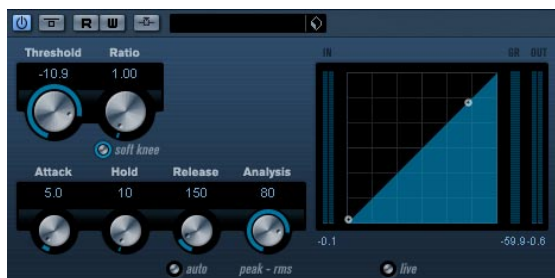 R W
Threshold Ratio
-10.9 1.00
soft knee
Attack Hold Release Analysis
5.0 10 150 80
auto peak - rms
IN GR OUT
-0.1 -59.9 -0.6
live